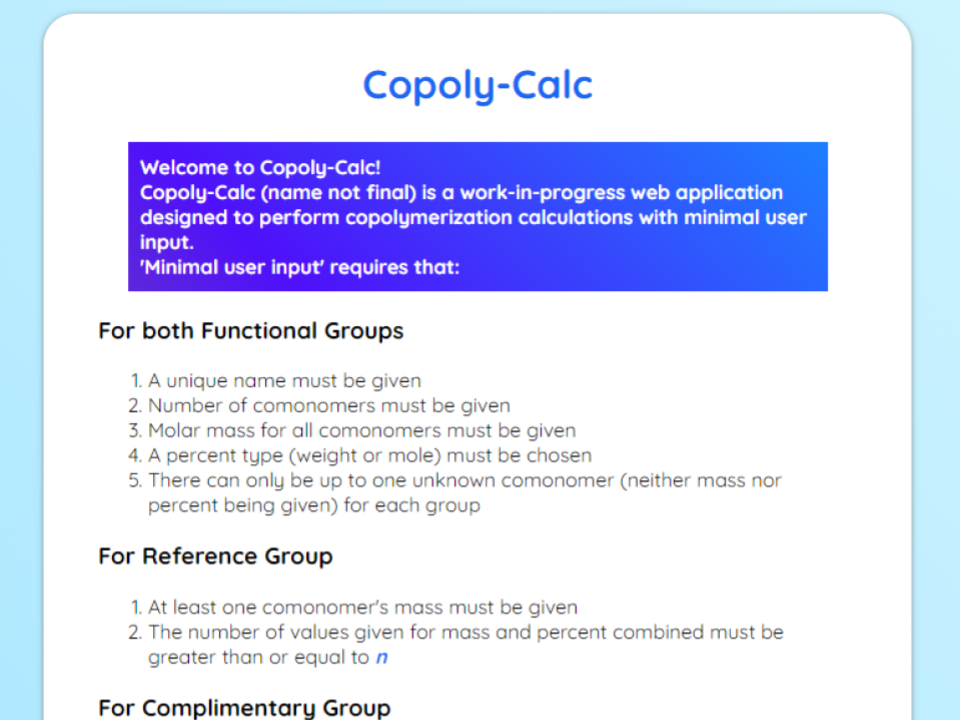 Copoly-Calc
Welcome to Copoly-Calc!
Copoly-Calc (name not final) is a work-in-progress web application
designed to perform copolymerization calculations with minimal user
input.
'Minimal user input' requires that:
For both Functional Groups
1. A unique name must be given
2. Number of comonomers must be given
3. Molar mass for all comonomers must be given
4. A percent type (weight or mole) must be chosen
5. There can only be up to one unknown comonomer (neither mass nor
percent being given) for each group
For Reference Group
1. At least one comonomer's mass must be given
2. The number of values given for mass and percent combined must be
greater than or equal to n
For Complimentary Group